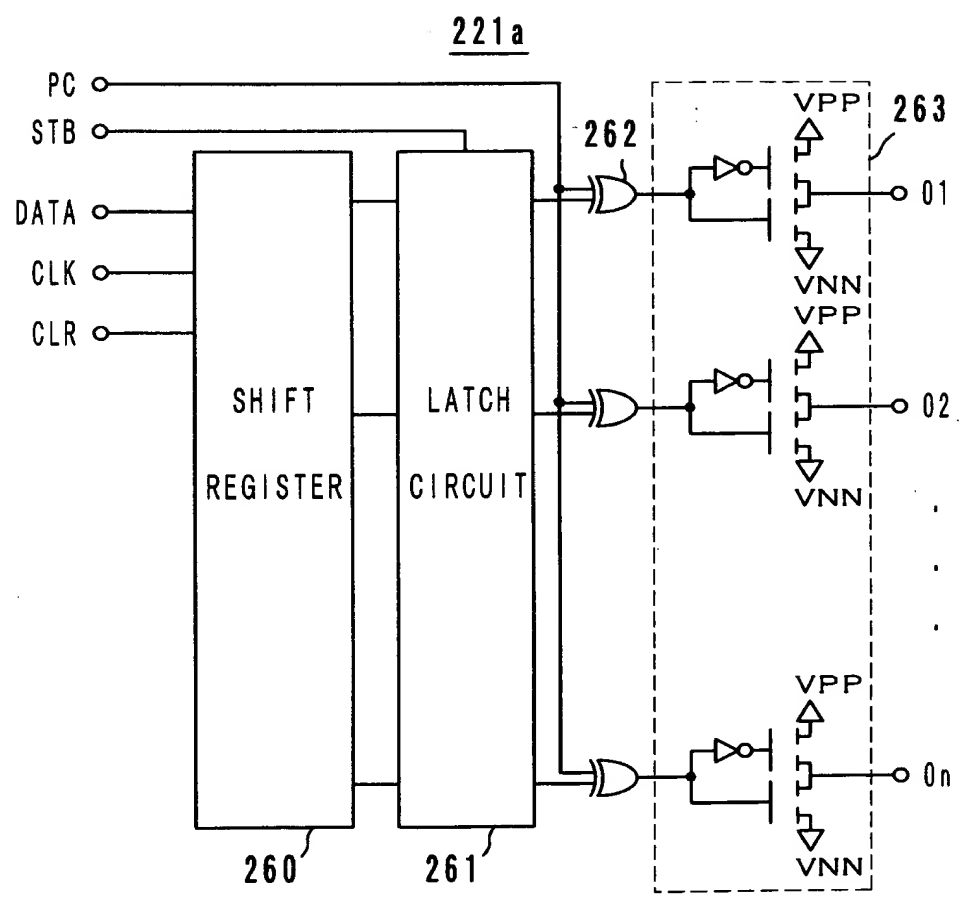 221a
PC
STB
DATA
CLK
CLR
SHIFT
REGISTER
260
LATCH
CIRCUIT
261
262
263
VPP
VNN
01
VPP
VNN
02
VPP
VNN
0n